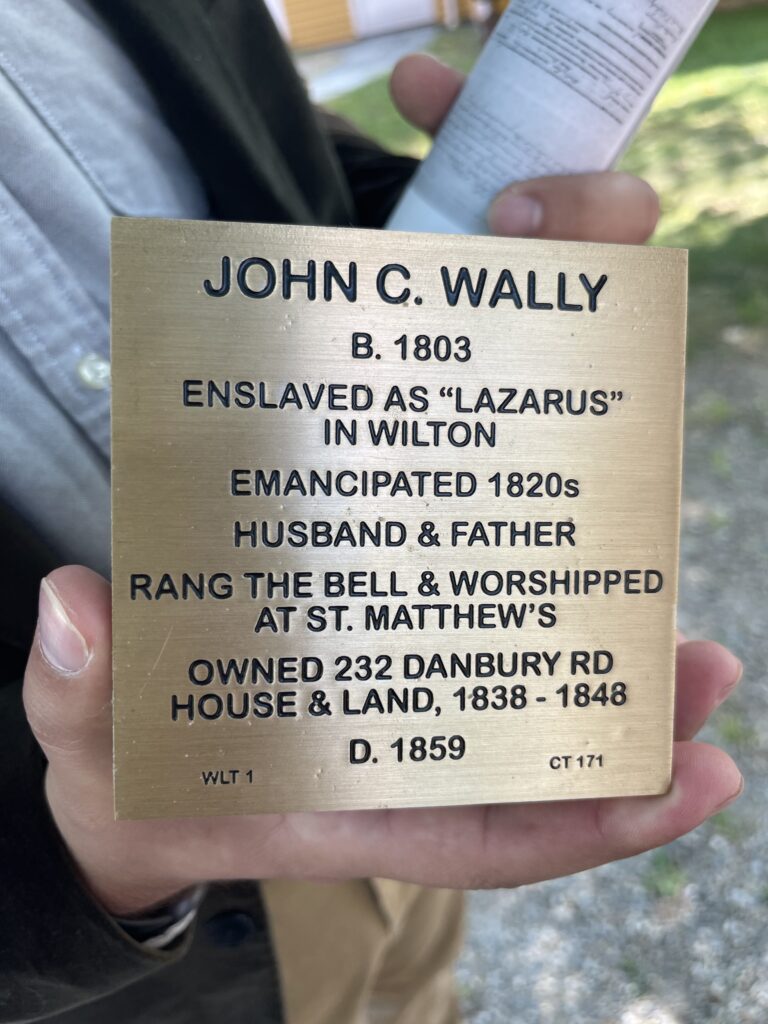 JOHN C. WALLY
B. 1803
ENSLAVED AS “LAZARUS”
IN WILTON
EMANCIPATED 1820s
HUSBAND & FATHER
RANG THE BELL & WORSHIPPED
AT ST. MATTHEW’S
OWNED 232 DANBURY RD
HOUSE & LAND, 1838 - 1848
D. 1859
WLT 1
CT 171